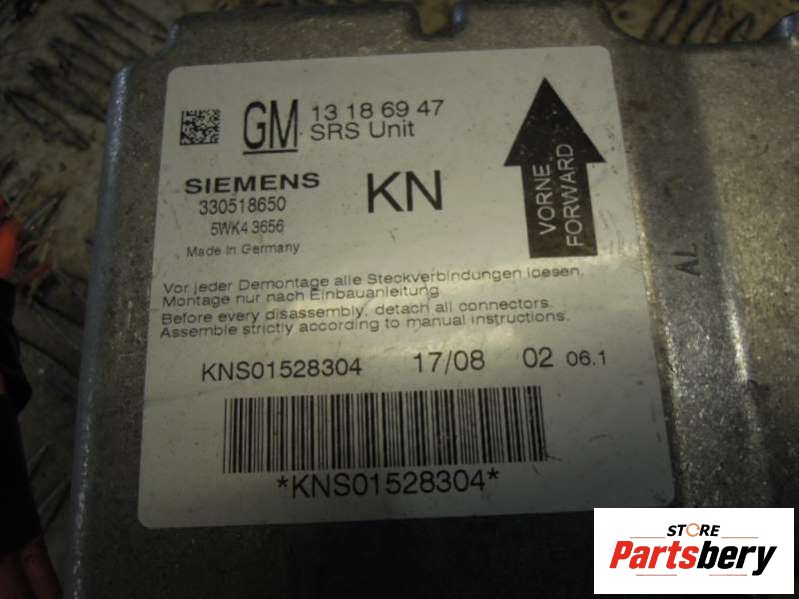 GM 13 186 9 47
SRS Unit
SIEMENS
330518650
5WK4 3656
Made In Germany
KN
VORNE
FORWARD
Vor jeder Demontage alle Steckverbindungen loesen.
Montage nur nach Einbauanleitung
Before every disassembly, detach all connectors.
Assemble strictly according to manual instructions.
KNS01528304 17/08 02 06.1
*KNS01528304*
AL
STORE
Partsbery